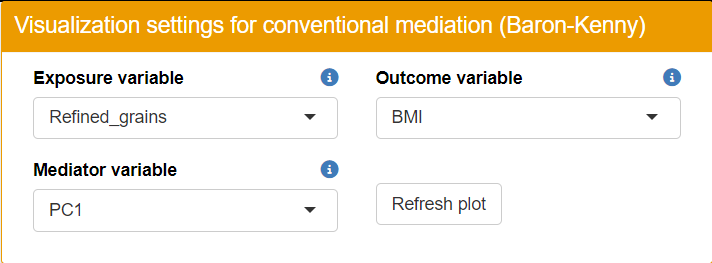 Visualization settings for conventional mediation (Baron-Kenny)
Exposure variable
Refined_grains
Outcome variable
BMI
Mediator variable
PC1
Refresh plot